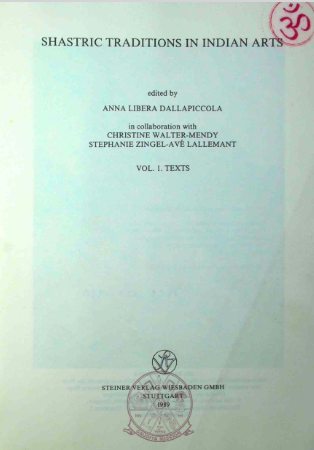 ॐ
SHASTRIC TRADITIONS IN INDIAN ARTS
edited by
ANNA LIBERA DALLAPICCOLA
in collaboration with
CHRISTINE WALTER-MENDY
STEPHANIE ZINGEL-AVÉ LALLEMANT
VOL. 1. TEXTS
STEINER VERLAG WIESBADEN GMBH
STUTTGART
1989